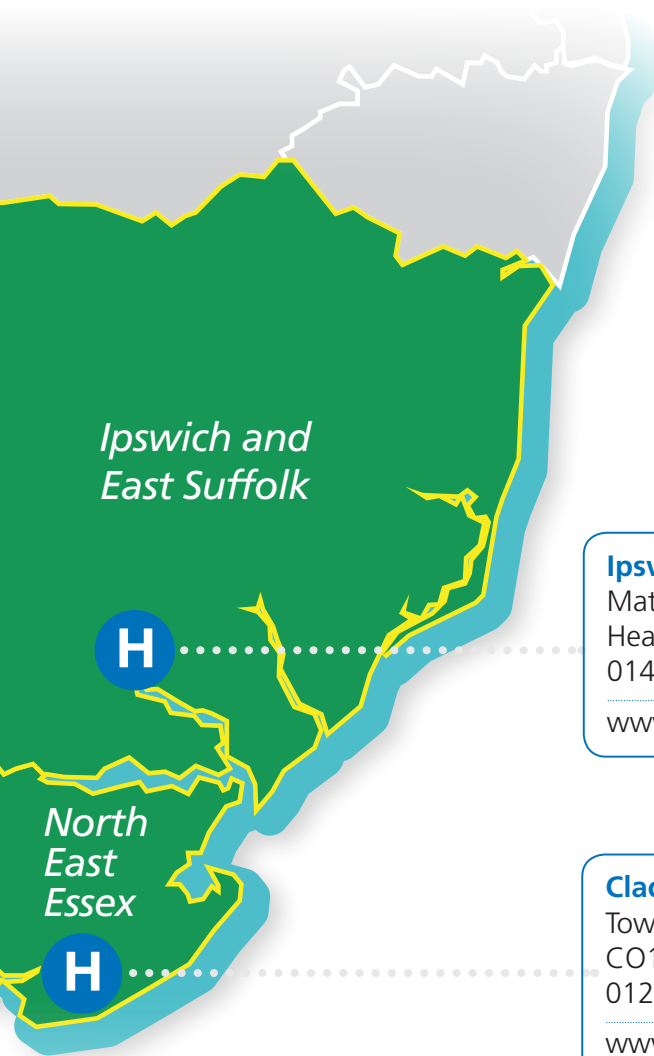 Ipswich and
East Suffolk
H
Ipsw
Mat
Hea
014
www
North
East
Essex
H
Clac
Tow
CO1
012
www